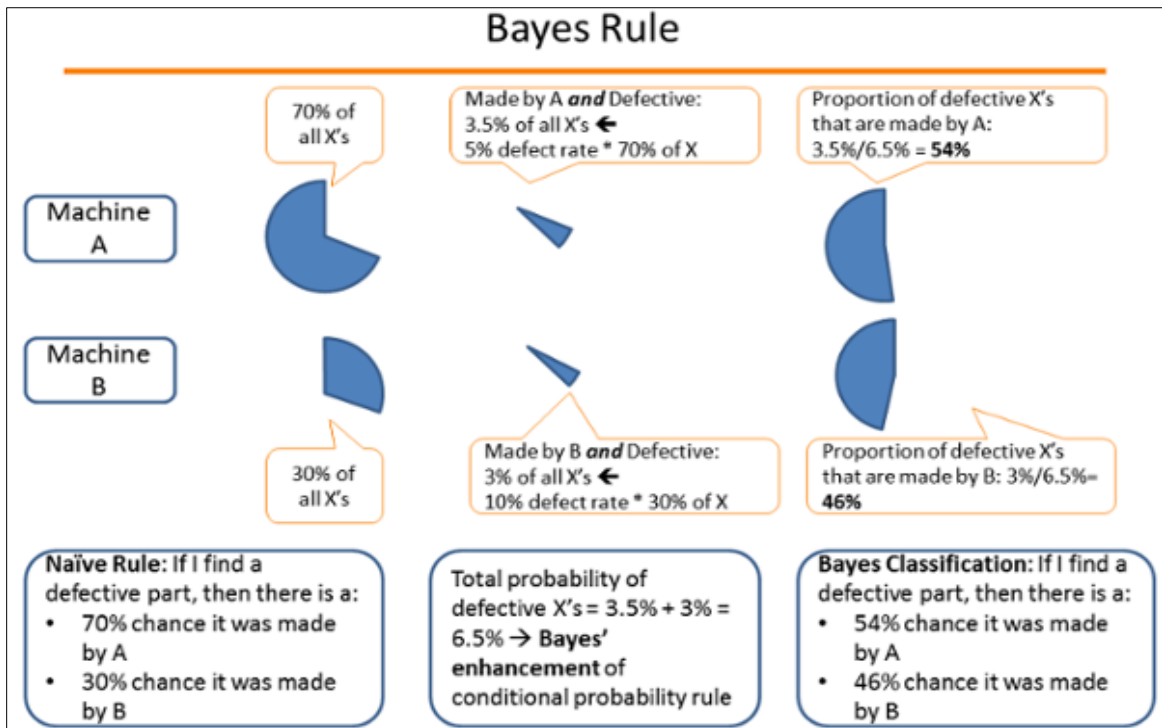 Bayes Rule
70% of
all X's
Made by A and Defective:
3.5% of all X's 🡸
5% defect rate * 70% of X
Proportion of defective X's
that are made by A:
3.5%/6.5% = 54%
Machine
A
Machine
B
30% of
all X's
Made by B and Defective:
3% of all X's 🡸
10% defect rate * 30% of X
Proportion of defective X's
that are made by B: 3%/6.5%=
46%
Naïve Rule: If I find a
defective part, then there is a:
• 70% chance it was made
by A
• 30% chance it was made
by B
Total probability of
defective X's = 3.5% + 3% =
6.5% → Bayes'
enhancement of
conditional probability rule
Bayes Classification: If I find a
defective part, then there is a:
• 54% chance it was made
by A
• 46% chance it was made
by B